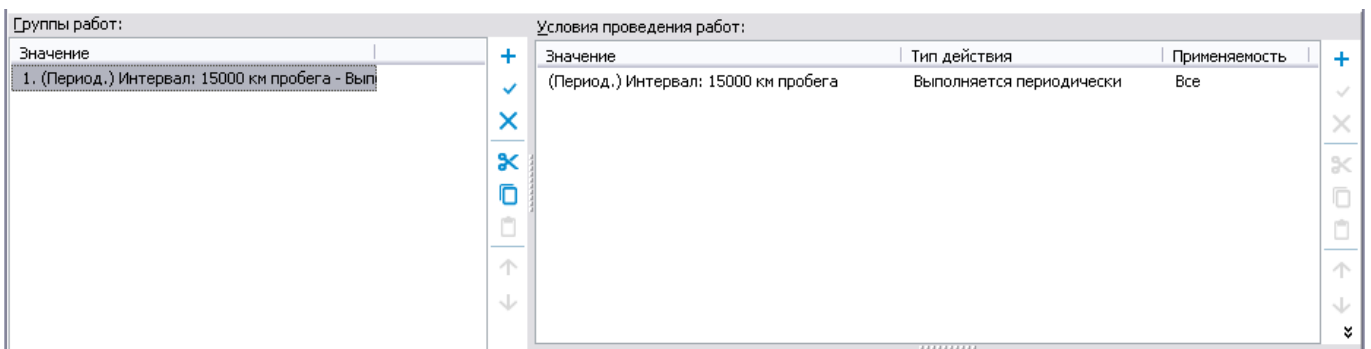 Группы работ:
Значение
1. (Период.) Интервал: 15000 км пробега - Вып
Условия проведения работ:
Значение Тип действия Применяемость
(Период.) Интервал: 15000 км пробега Выполняется периодически Все